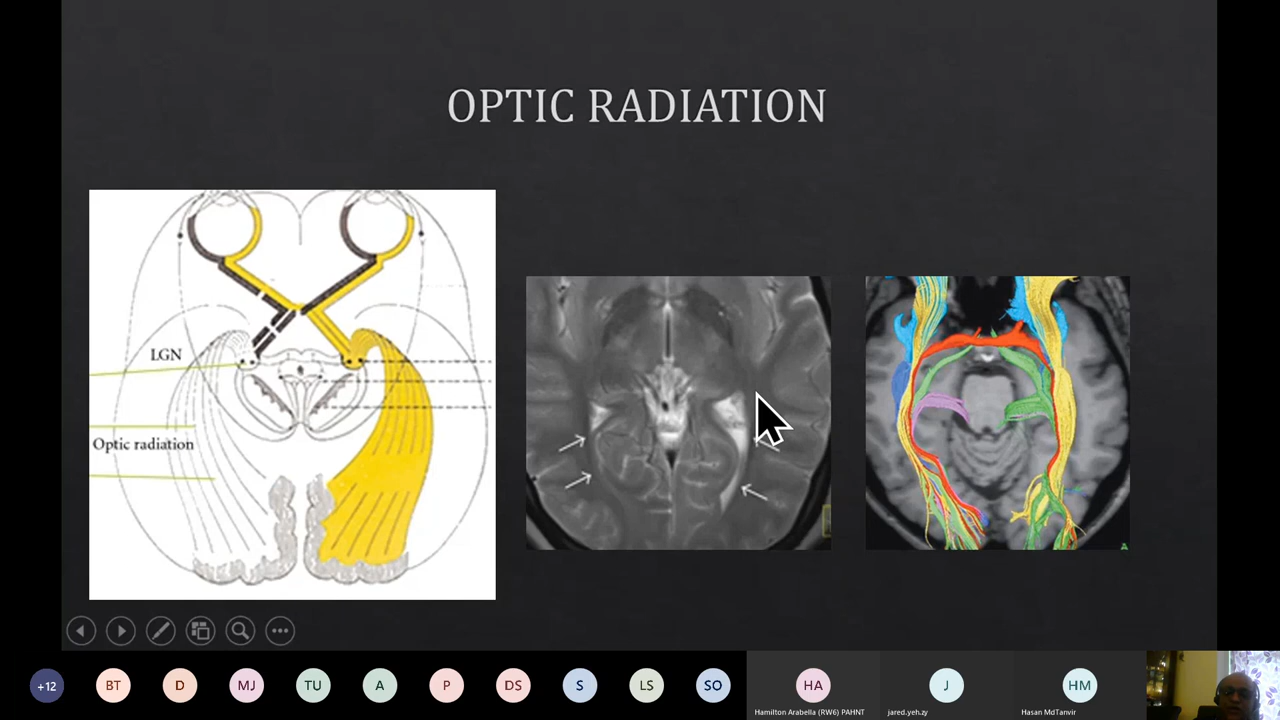 OPTIC RADIATION
LGN
Optic radiation
A
+12
BT
D
MJ
TU
A
P
DS
S
LS
SO
HA
J
HM
Hamilton Arabella (RW6) PAHNT
jared.yeh.zy
Hasan MdTanvir